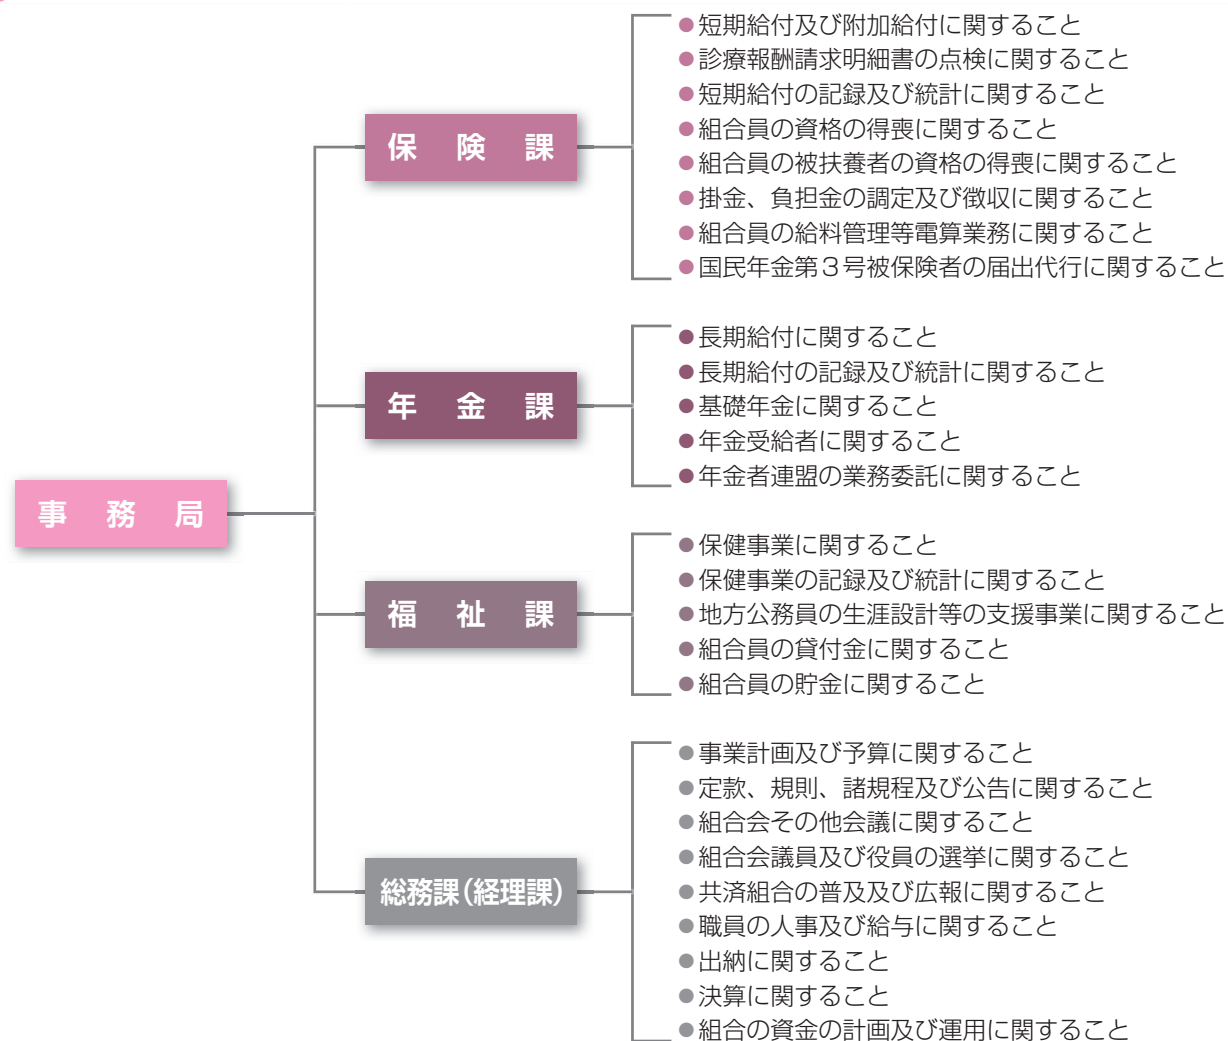 事務局
保険課
●短期給付及び附加給付に関すること
●診療報酬請求明細書の点検に関すること
●短期給付の記録及び統計に関すること
●組合員の資格の得喪に関すること
●組合員の被扶養者の資格の得喪に関すること
●掛金、負担金の調定及び徴収に関すること
●組合員の給料管理等電算業務に関すること
●国民年金第３号被保険者の届出代行に関すること
年金課
●長期給付に関すること
●長期給付の記録及び統計に関すること
●基礎年金に関すること
●年金受給者に関すること
●年金者連盟の業務委託に関すること
福祉課
●保健事業に関すること
●保健事業の記録及び統計に関すること
●地方公務員の生涯設計等の支援事業に関すること
●組合員の貸付金に関すること
●組合員の貯金に関すること
総務課（経理課）
●事業計画及び予算に関すること
●定款、規則、諸規程及び公告に関すること
●組合会その他会議に関すること
●組合会議員及び役員の選挙に関すること
●共済組合の普及及び広報に関すること
●職員の人事及び給与に関すること
●出納に関すること
●決算に関すること
●組合の資金の計画及び運用に関すること